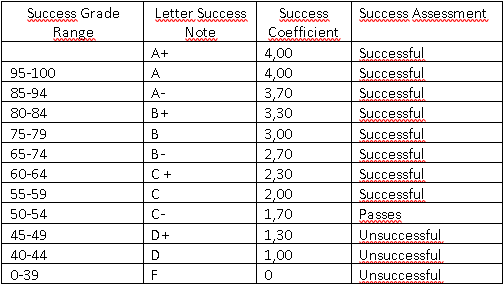 Success Grade Range Letter Success Note Success Coefficient Success Assessment
A+ 4,00 Successful
95-100 A 4,00 Successful
85-94 A- 3,70 Successful
80-84 B+ 3,30 Successful
75-79 B 3,00 Successful
65-74 B- 2,70 Successful
60-64 C + 2,30 Successful
55-59 C 2,00 Successful
50-54 C- 1,70 Passes
45-49 D+ 1,30 Unsuccessful
40-44 D 1,00 Unsuccessful
0-39 F 0 Unsuccessful